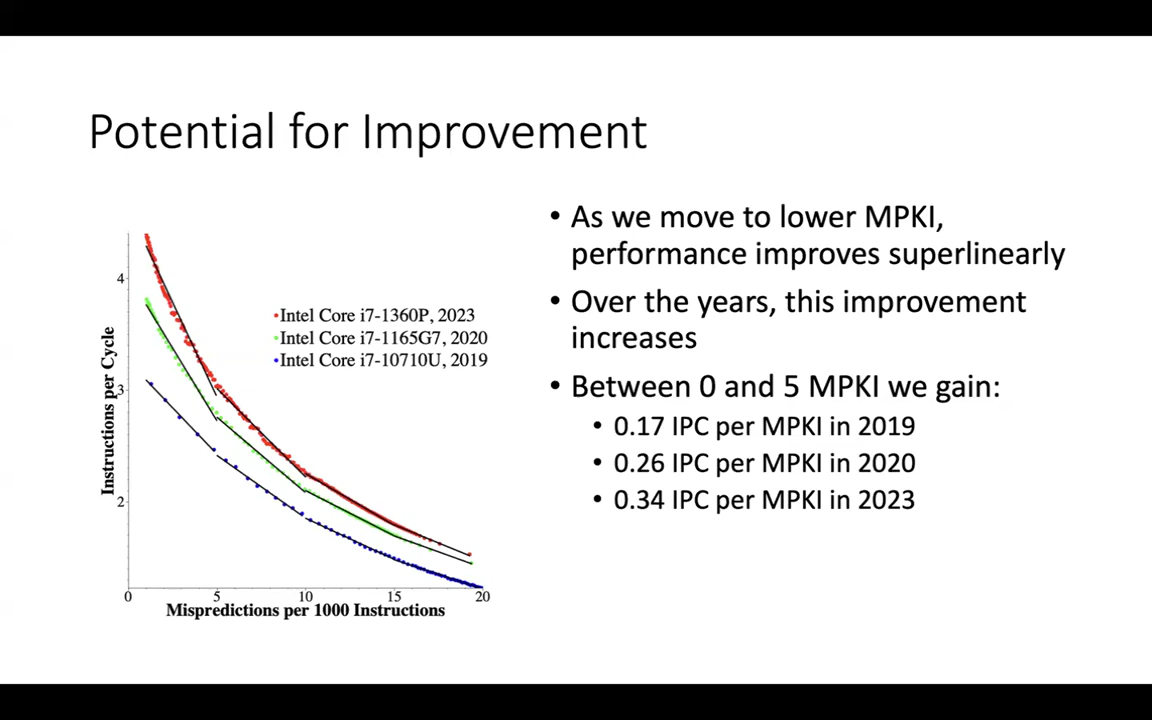 Potential for Improvement
4
3
2
Instructions per Cycle
•Intel Core i7-1360P, 2023
•Intel Core i7-1165G7, 2020
•Intel Core i7-10710U, 2019
0 5 10 15 20
Mispredictions per 1000 Instructions
• As we move to lower MPKI,
performance improves superlinearly
• Over the years, this improvement
increases
• Between 0 and 5 MPKI we gain:
• 0.17 IPC per MPKI in 2019
• 0.26 IPC per MPKI in 2020
• 0.34 IPC per MPKI in 2023